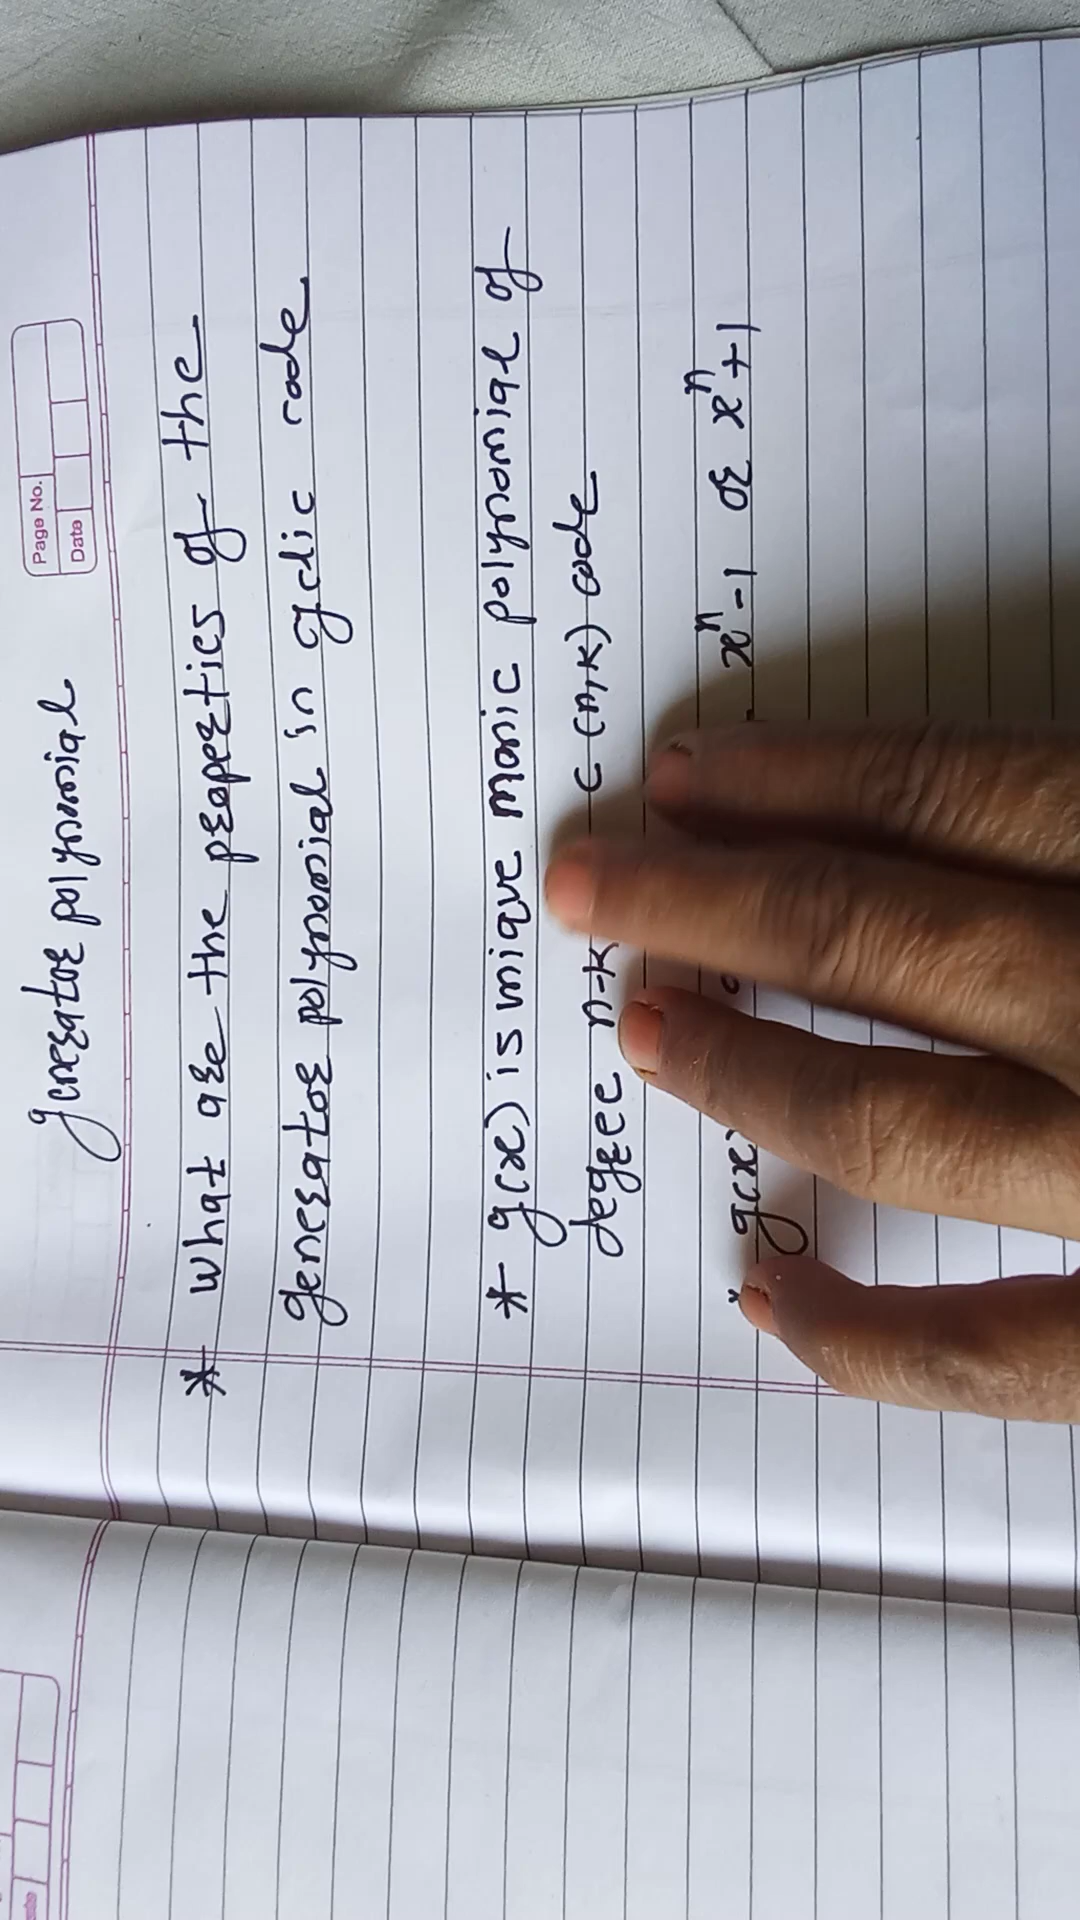 Page No.
Date
generator polynomial
* What are the properties of the
generator polynomial in cyclic code
* g(x) is unique monic polynomial of
degree n-k C (n,k) code
* g(x) x^n-1 or x^n+1